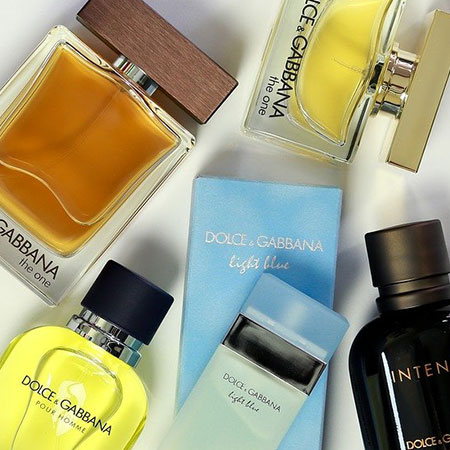 DOLCE
& GABBANA
the one
GABBANA
the one
DOLCE & GABBANA
light blue
DOLCE & GABBANA
POUR HOMME
DOLCE & GABBANA
light blue
INTEN
DOLCE &